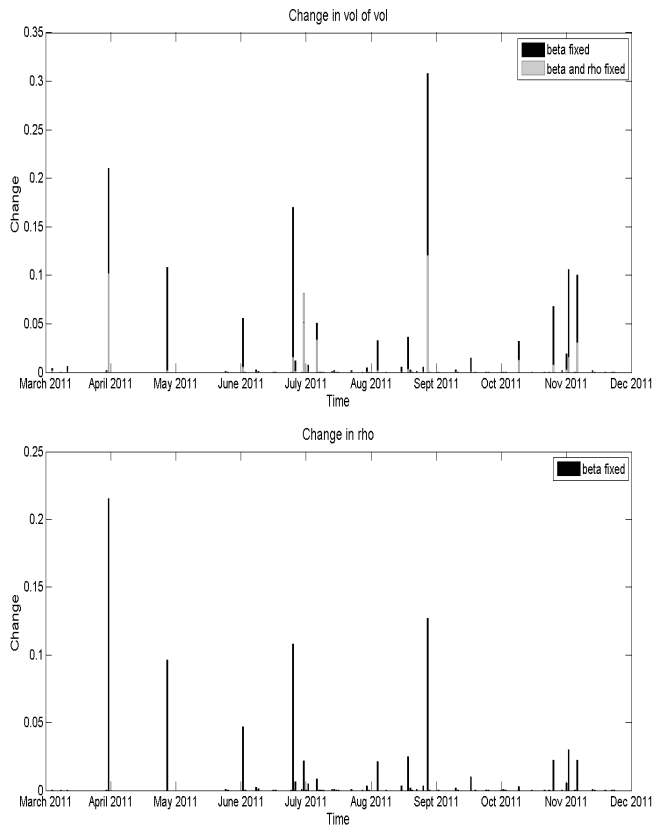 Change in vol of vol
0.35
0.3
0.25
0.2
0.15
0.1
0.05
0
Change
beta fixed
beta and rho fixed
March 2011 April 2011 May 2011 June 2011 July 2011 Aug 2011 Sept 2011 Oct 2011 Nov 2011 Dec 2011
Time
Change in rho
0.25
0.2
0.15
0.1
0.05
0
Change
beta fixed
March 2011 April 2011 May 2011 June 2011 July 2011 Aug 2011 Sept 2011 Oct 2011 Nov 2011 Dec 2011
Time